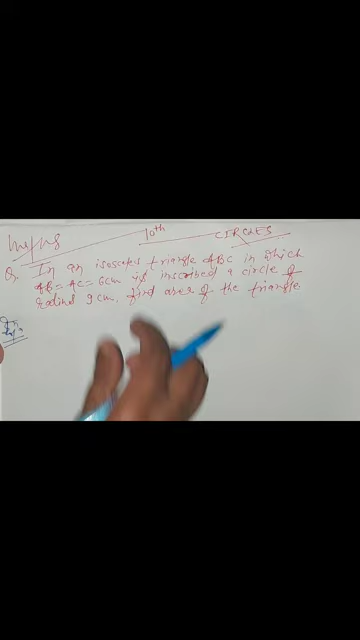 10th
CIRCLES
Q. In an isosceles triangle ABC in which
AB = AC = 6cm is inscribed a circle of
radius 9cm. find area of the triangle